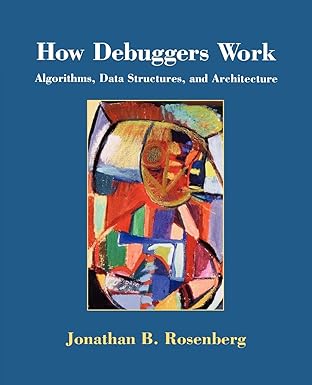 How Debuggers Work
Algorithms, Data Structures, and Architecture
Jonathan B. Rosenberg